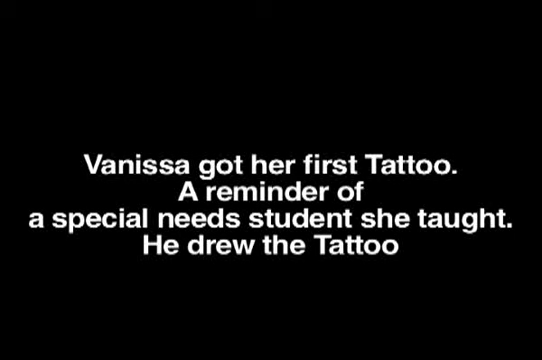 Vanissa got her first Tattoo.
A reminder of
a special needs student she taught.
He drew the Tattoo